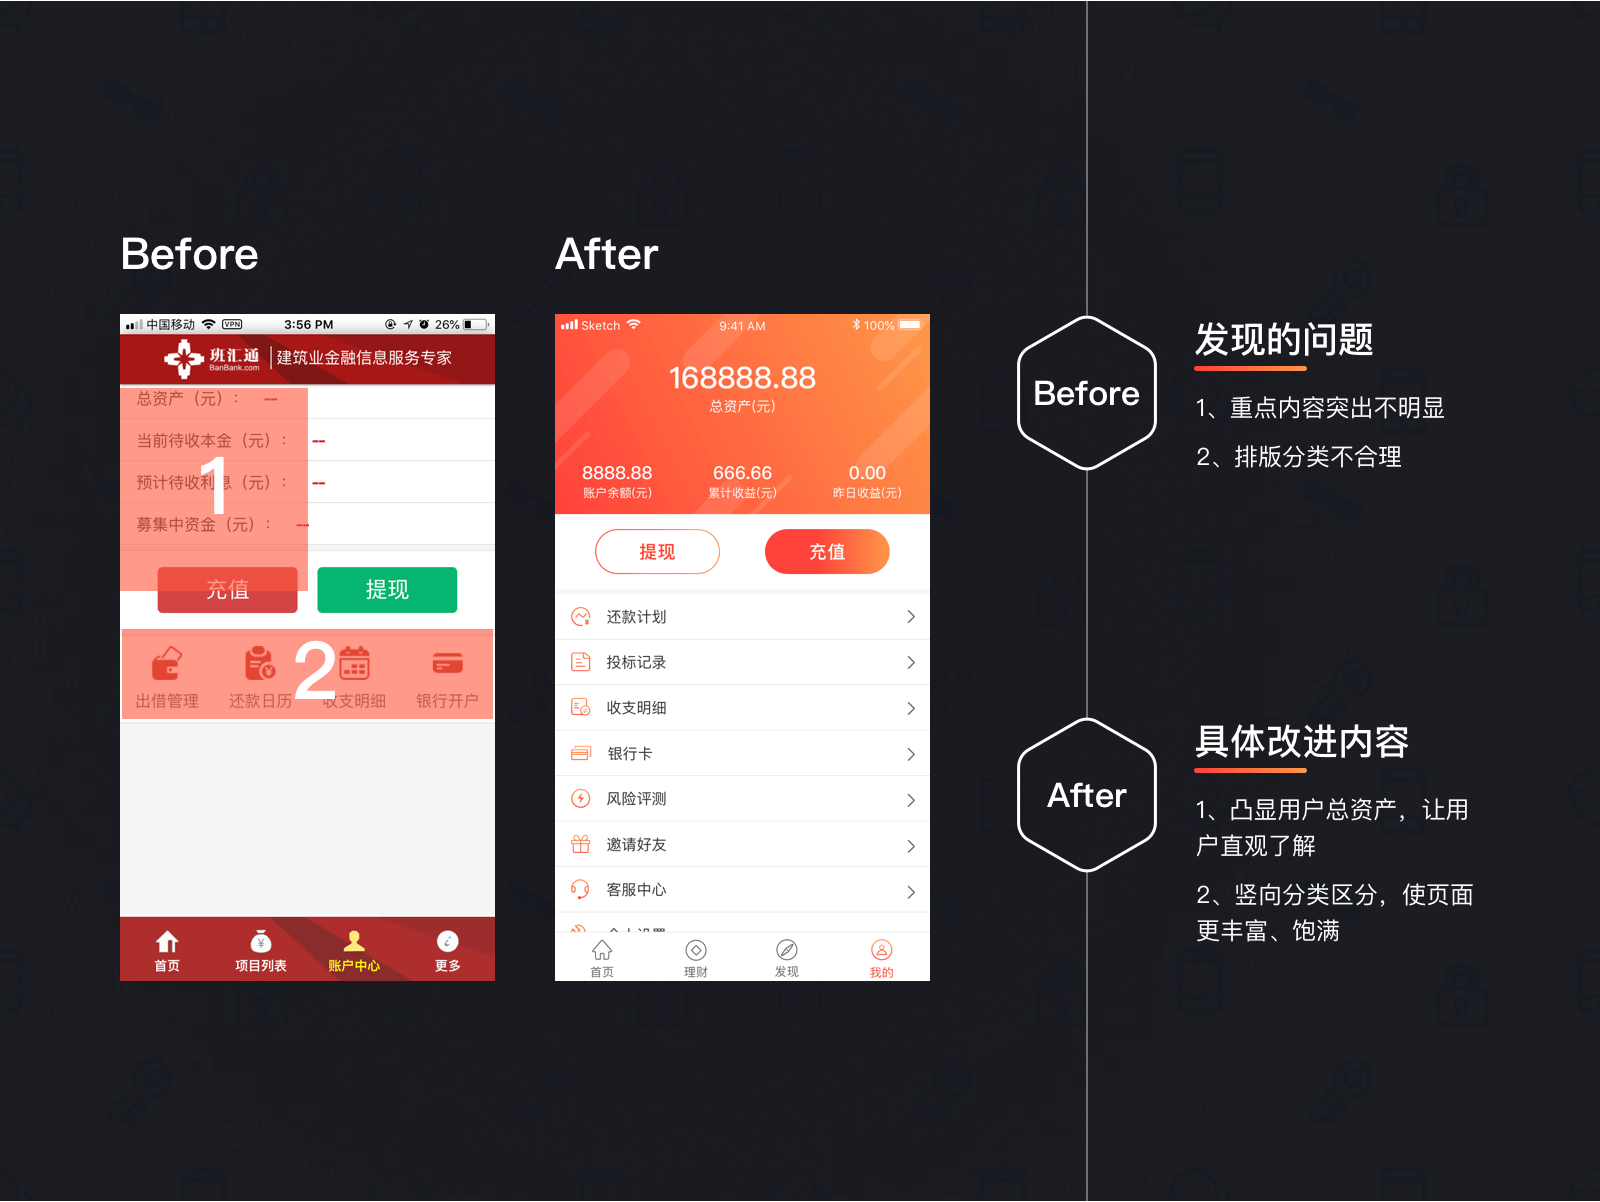 Before
中国移动 VPN 3:56 PM 26%
班汇通 建筑业金融信息服务专家
BanBank.com
总资产（元）： --
当前待收本金（元）： --
预计待收利息（元）： --
募集中资金（元）： --
1
充值 提现
2
出借管理 还款日历 收支明细 银行开户
首页 项目列表 账户中心 更多
After
Sketch 9:41 AM 100%
168888.88
总资产(元)
8888.88 666.66 0.00
账户余额(元) 累计收益(元) 昨日收益(元)
提现 充值
还款计划
投标记录
收支明细
银行卡
风险评测
邀请好友
客服中心
首页 理财 发现 我的
Before
发现的问题
1、重点内容突出不明显
2、排版分类不合理
After
具体改进内容
1、凸显用户总资产，让用
户直观了解
2、竖向分类区分，使页面
更丰富、饱满